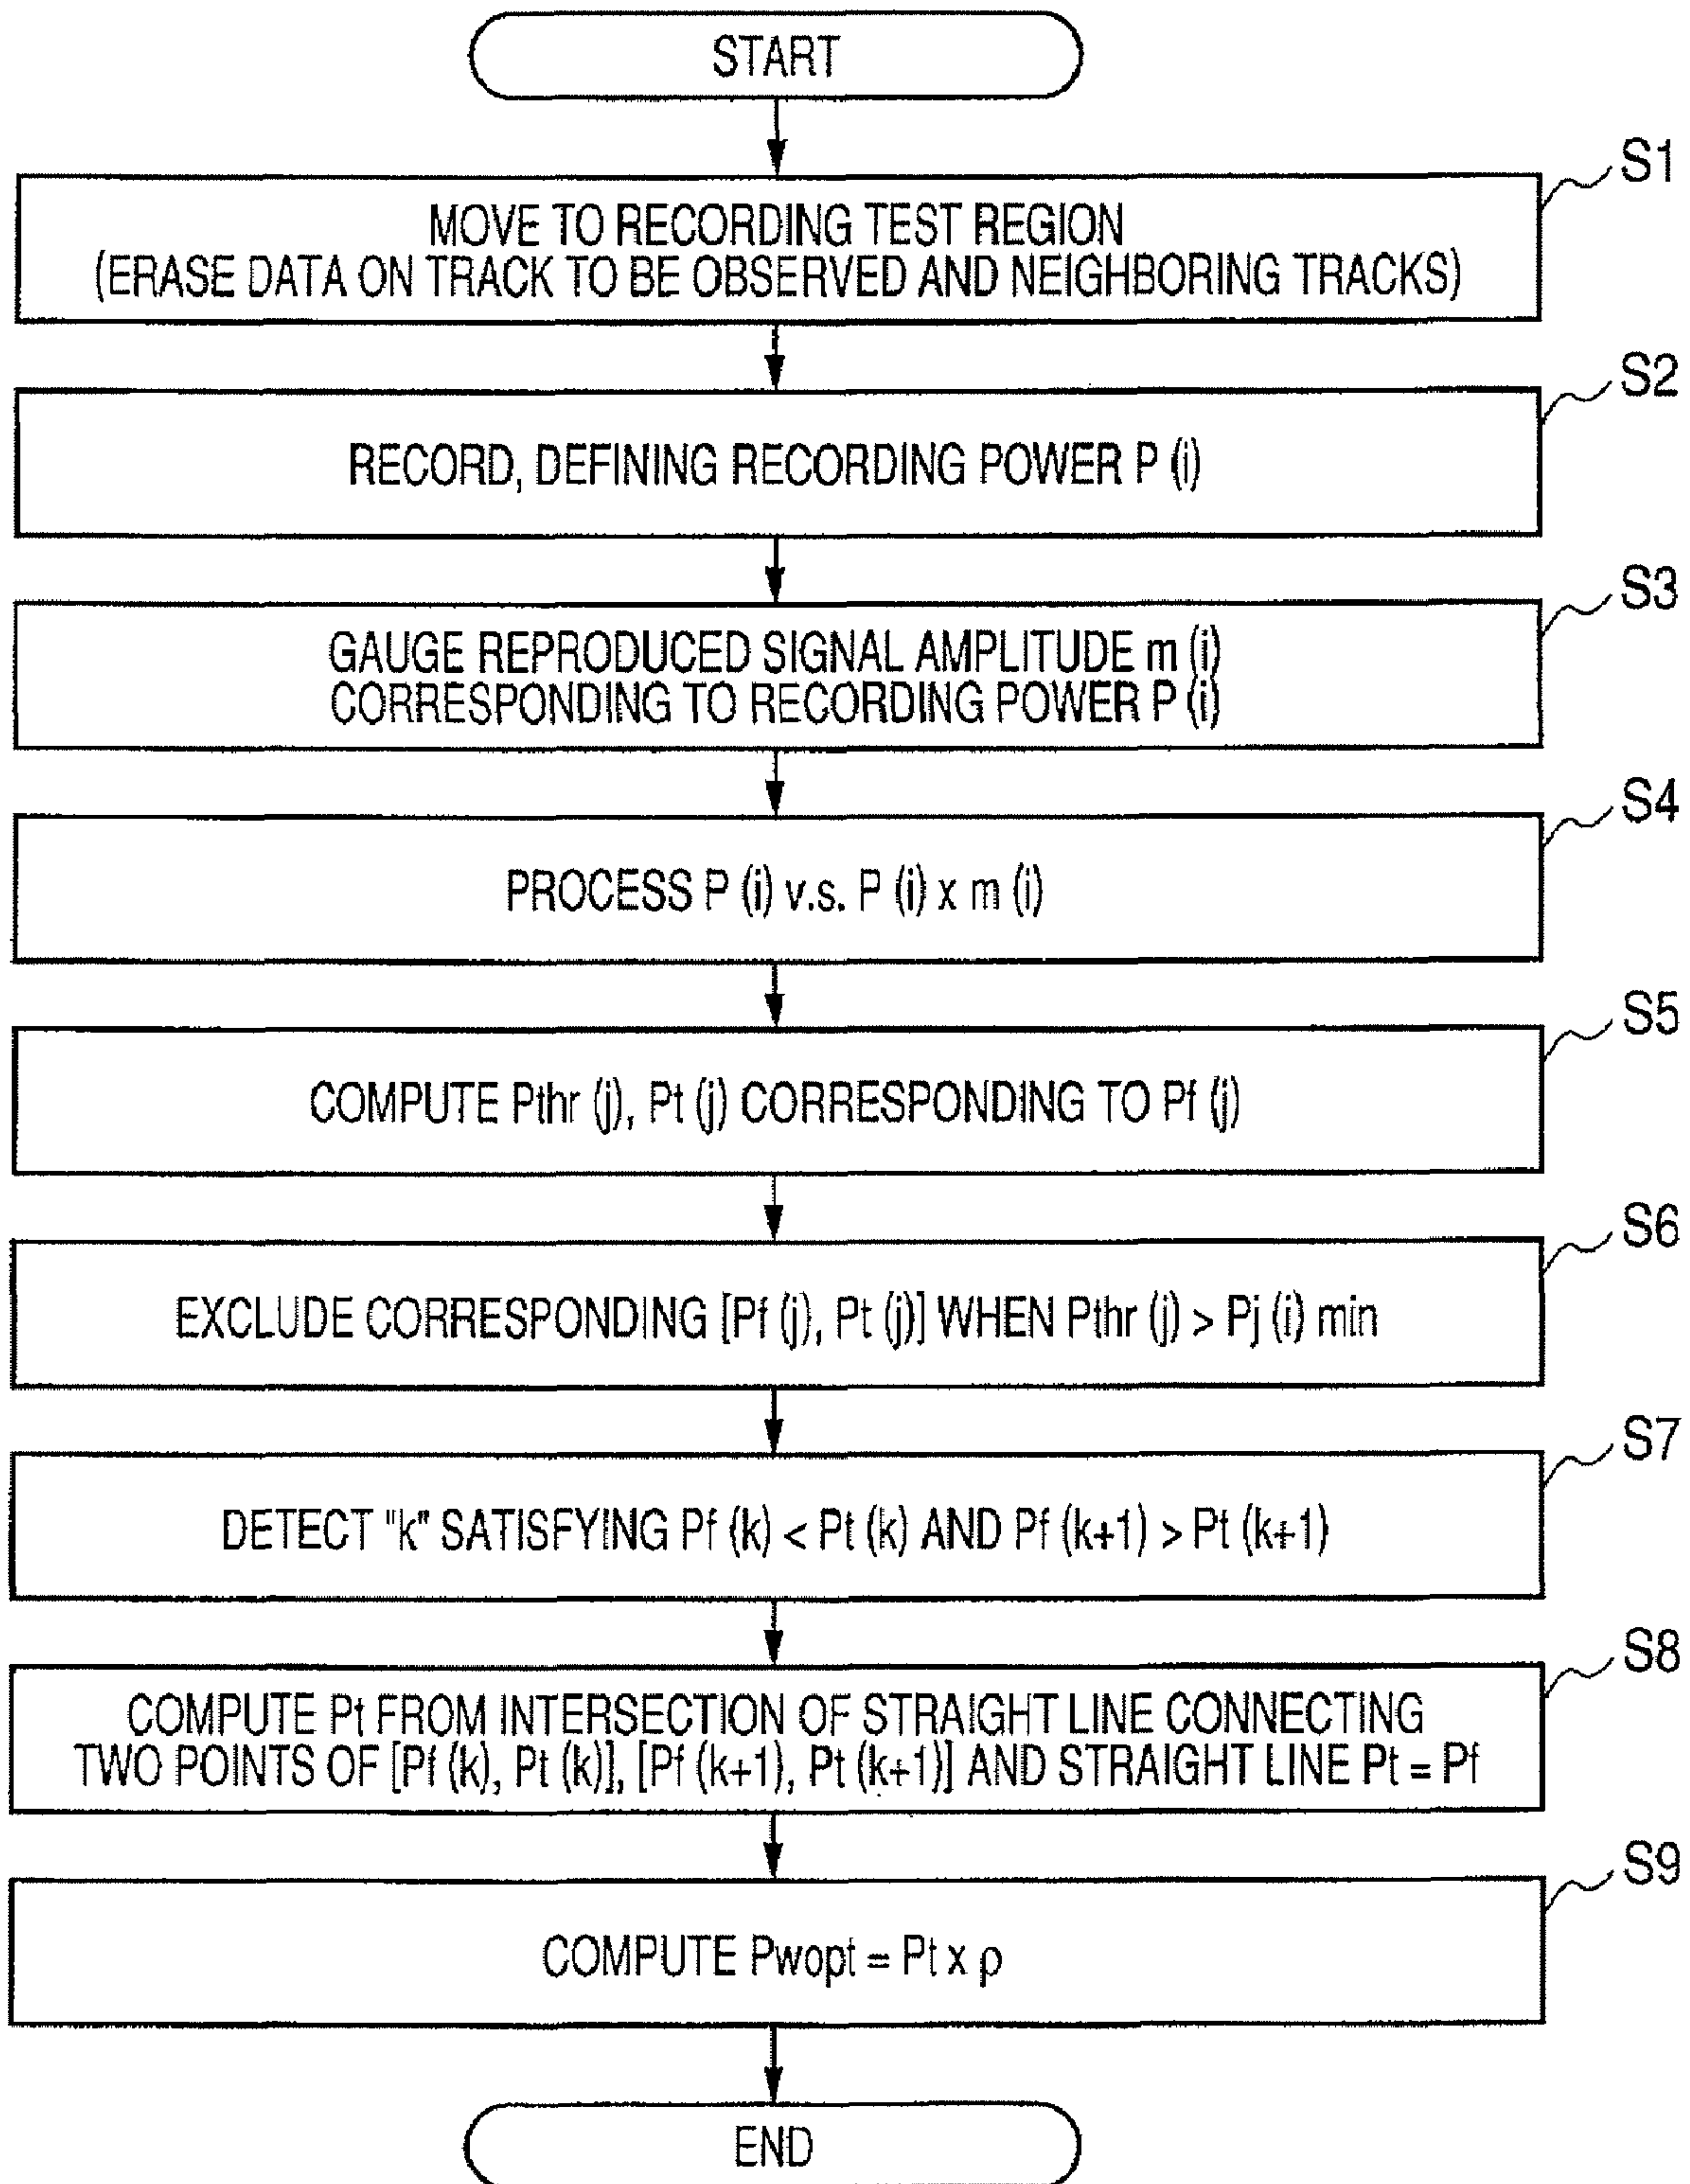 START
S1
MOVE TO RECORDING TEST REGION
(ERASE DATA ON TRACK TO BE OBSERVED AND NEIGHBORING TRACKS)
S2
RECORD, DEFINING RECORDING POWER P (i)
S3
GAUGE REPRODUCED SIGNAL AMPLITUDE m (i)
CORRESPONDING TO RECORDING POWER P (i)
S4
PROCESS P (i) v.s. P (i) x m (i)
S5
COMPUTE Pthr (j), Pt (j) CORRESPONDING TO Pf (j)
S6
EXCLUDE CORRESPONDING [Pf (j), Pt (j)] WHEN Pthr (j) > Pj (i) min
S7
DETECT "k" SATISFYING Pf (k) < Pt (k) AND Pf (k+1) > Pt (k+1)
S8
COMPUTE Pt FROM INTERSECTION OF STRAIGHT LINE CONNECTING
TWO POINTS OF [Pf (k), Pt (k)], [Pf (k+1), Pt (k+1)] AND STRAIGHT LINE Pt = Pf
S9
COMPUTE Pwopt = Pt x ρ
END